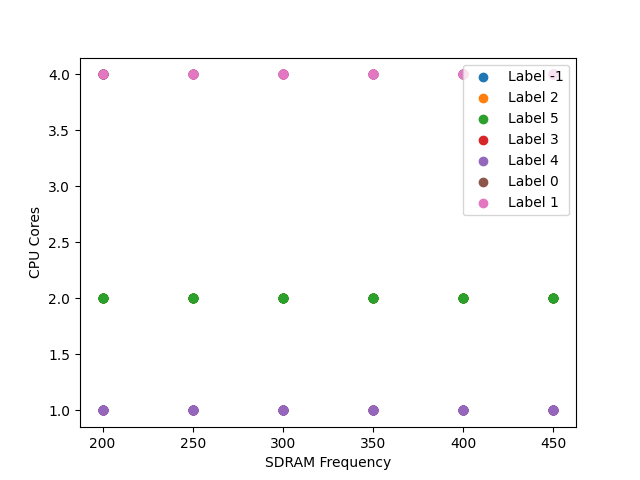 4.0
3.5
3.0
2.5
2.0
1.5
1.0
CPU Cores
200 250 300 350 400 450
SDRAM Frequency
Label -1
Label 2
Label 5
Label 3
Label 4
Label 0
Label 1